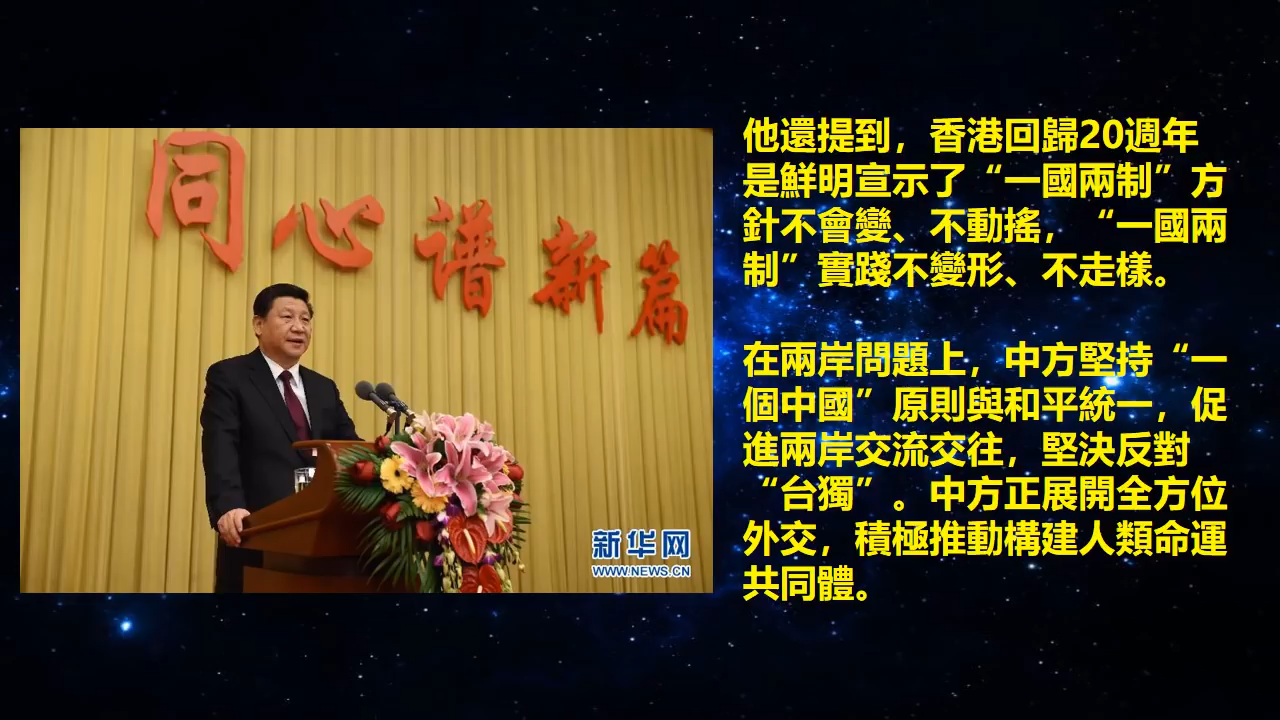 同心谱新篇
新华网
WWW.NEWS.CN
他還提到，香港回歸20週年
是鮮明宣示了“一國兩制”方
針不會變、不動搖，“一國兩
制”實踐不變形、不走樣。
在兩岸問題上，中方堅持“一
個中國”原則與和平統一，促
進兩岸交流交往，堅決反對
“台獨”。中方正展開全方位
外交，積極推動構建人類命運
共同體。